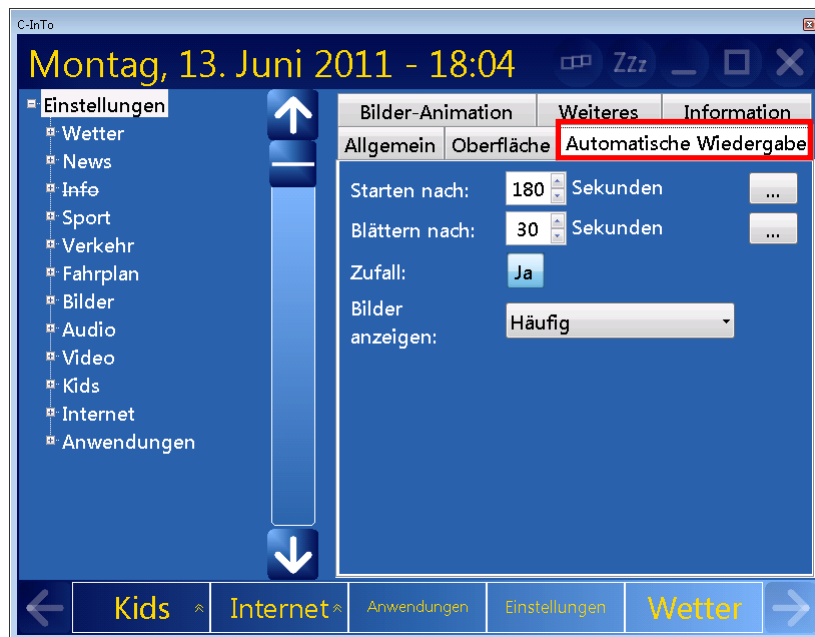 C-InTo
Montag, 13. Juni 2011 - 18:04
Zzz
Einstellungen
Wetter
News
Info
Sport
Verkehr
Fahrplan
Bilder
Audio
Video
Kids
Internet
Anwendungen
Bilder-Animation Weiteres Information
Allgemein Oberfläche Automatische Wiedergabe
Starten nach: 180 Sekunden ...
Blättern nach: 30 Sekunden ...
Zufall: Ja
Bilder
anzeigen: Häufig
Kids Internet Anwendungen Einstellungen Wetter